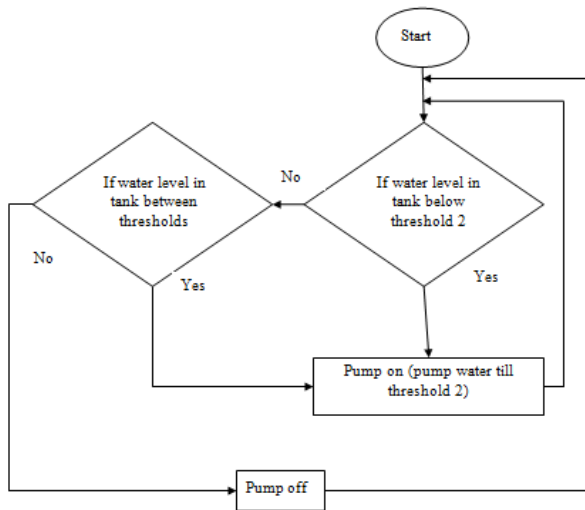 Start
If water level in
tank between
thresholds
No
If water level in
tank below
threshold 2
No
Yes
Yes
Pump on (pump water till
threshold 2)
Pump off